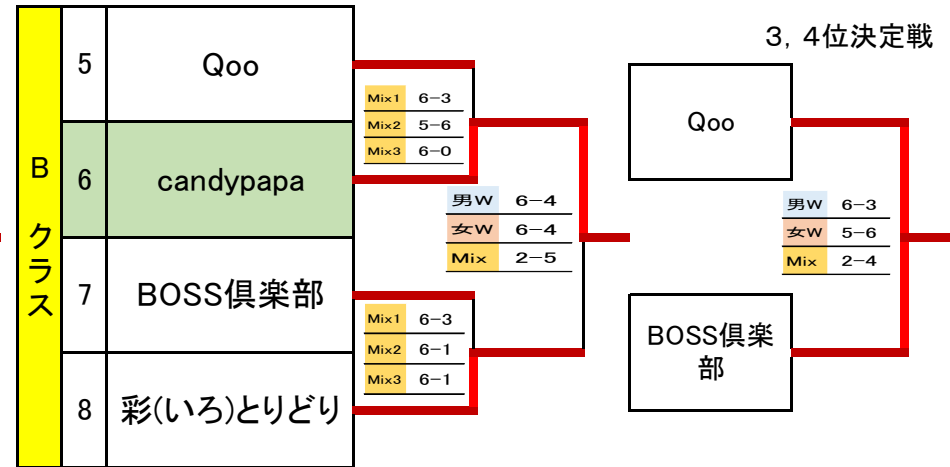 B
クラス
5
Qoo
6
candypapa
7
BOSS倶楽部
8
彩(いろ)とりどり
Mix1 6-3
Mix2 5-6
Mix3 6-0
Mix1 6-3
Mix2 6-1
Mix3 6-1
男W 6-4
女W 6-4
Mix 2-5
3, 4位決定戦
Qoo
BOSS倶楽
部
男W 6-3
女W 5-6
Mix 2-4